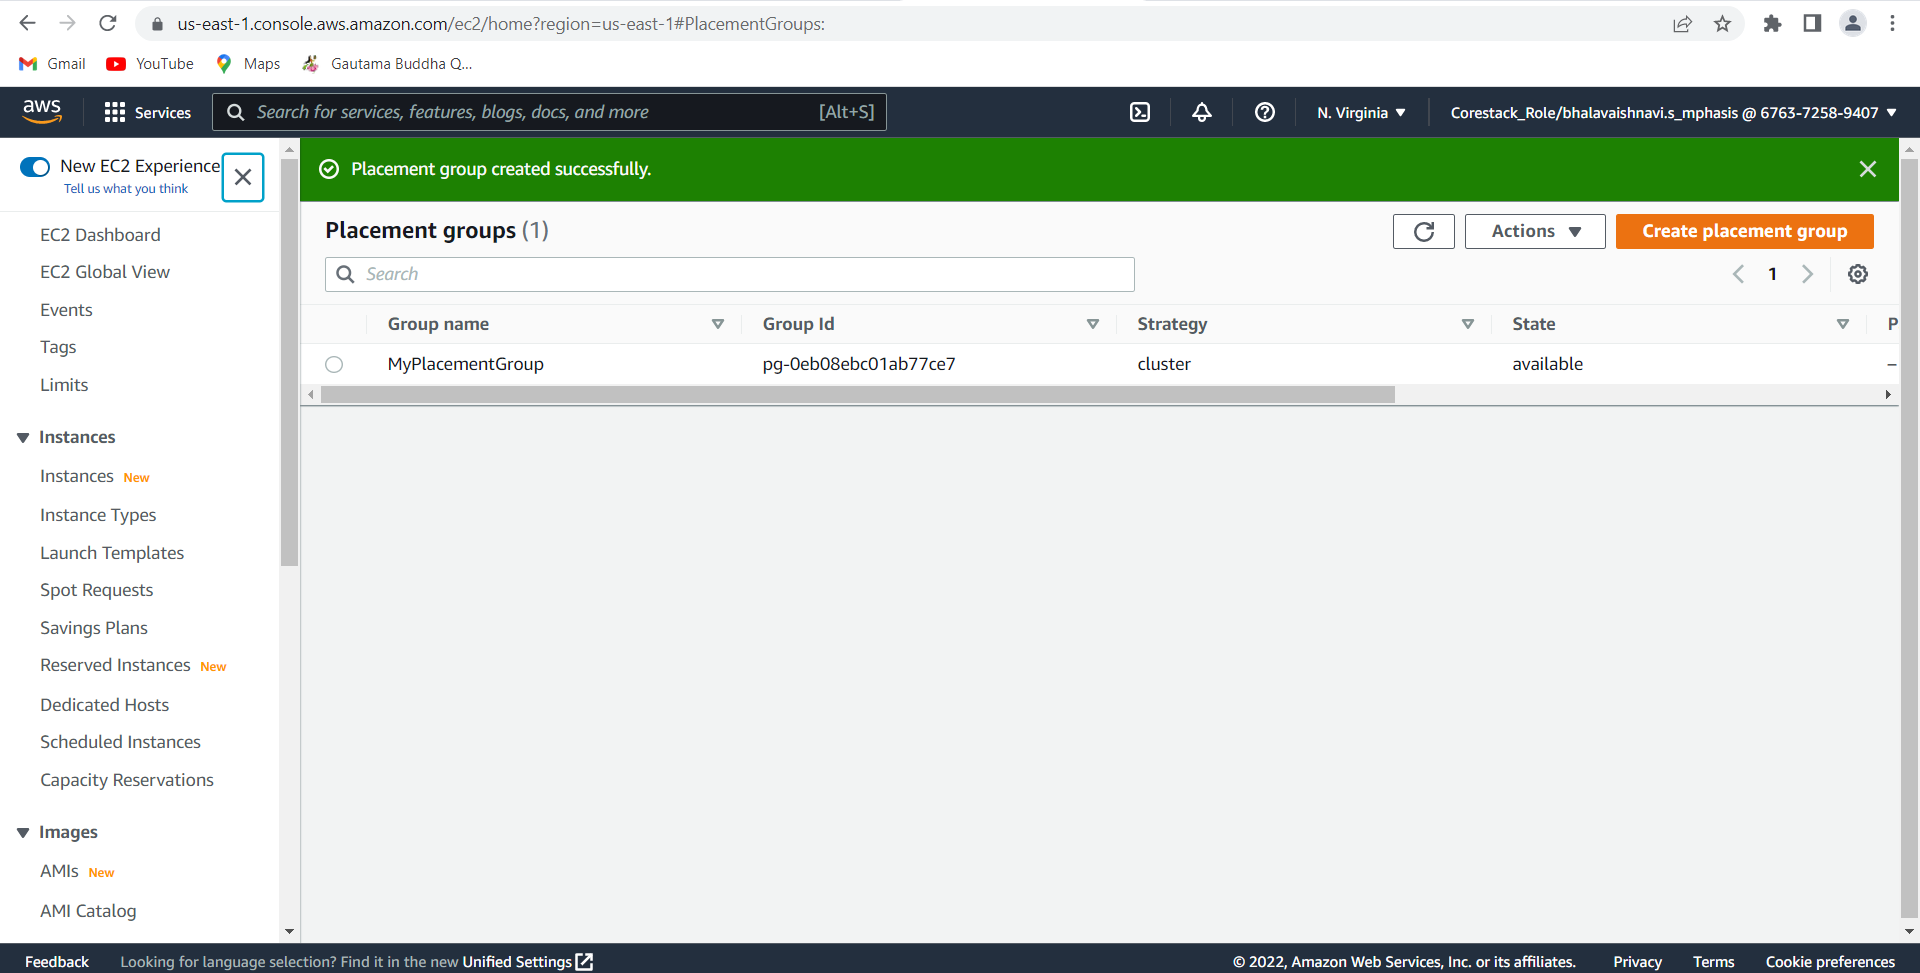 us-east-1.console.aws.amazon.com/ec2/home?region=us-east-1#PlacementGroups:
Gmail YouTube Maps Gautama Buddha Q...
aws Services Search for services, features, blogs, docs, and more [Alt+S] N. Virginia Corestack_Role/bhalavaishnavi.s_mphasis @ 6763-7258-9407
New EC2 Experience
Tell us what you think
EC2 Dashboard
EC2 Global View
Events
Tags
Limits
Instances
Instances New
Instance Types
Launch Templates
Spot Requests
Savings Plans
Reserved Instances New
Dedicated Hosts
Scheduled Instances
Capacity Reservations
Images
AMIs New
AMI Catalog
Placement group created successfully.
Placement groups (1) Actions Create placement group
Search 1
Group name Group Id Strategy State P
MyPlacementGroup pg-0eb08ebc01ab77ce7 cluster available –
Feedback Looking for language selection? Find it in the new Unified Settings © 2022, Amazon Web Services, Inc. or its affiliates. Privacy Terms Cookie preferences